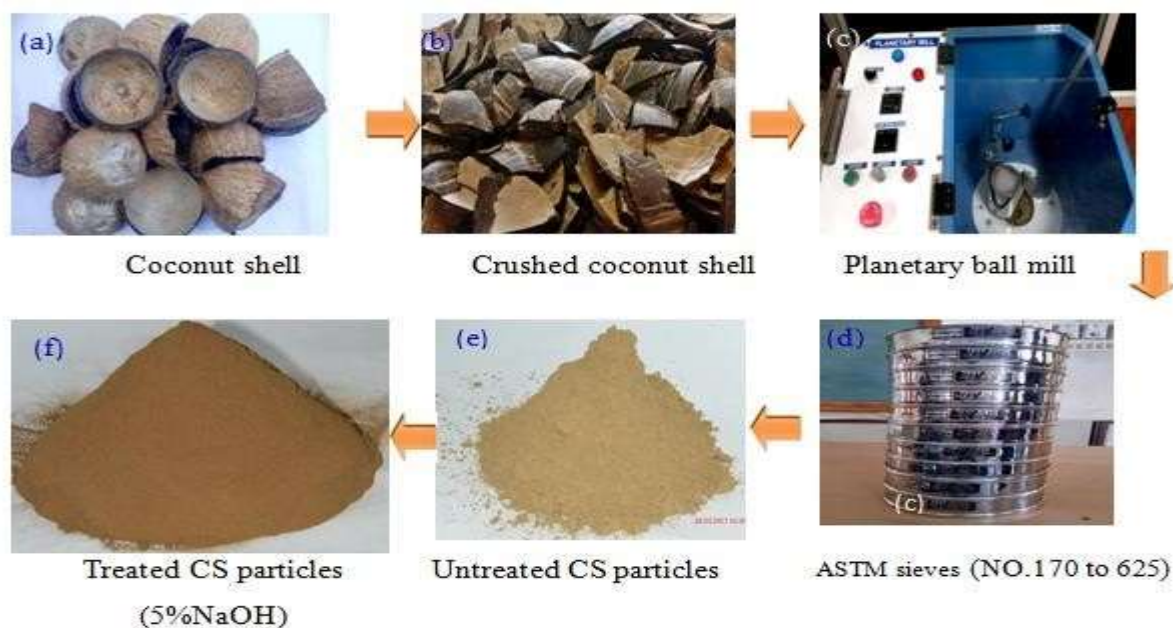 (a)
(b)
(c)
PLANETARY MILL
Coconut shell
Crushed coconut shell
Planetary ball mill
(f)
(e)
(d)
(c)
Treated CS particles
(5%NaOH)
Untreated CS particles
ASTM sieves (NO.170 to 625)